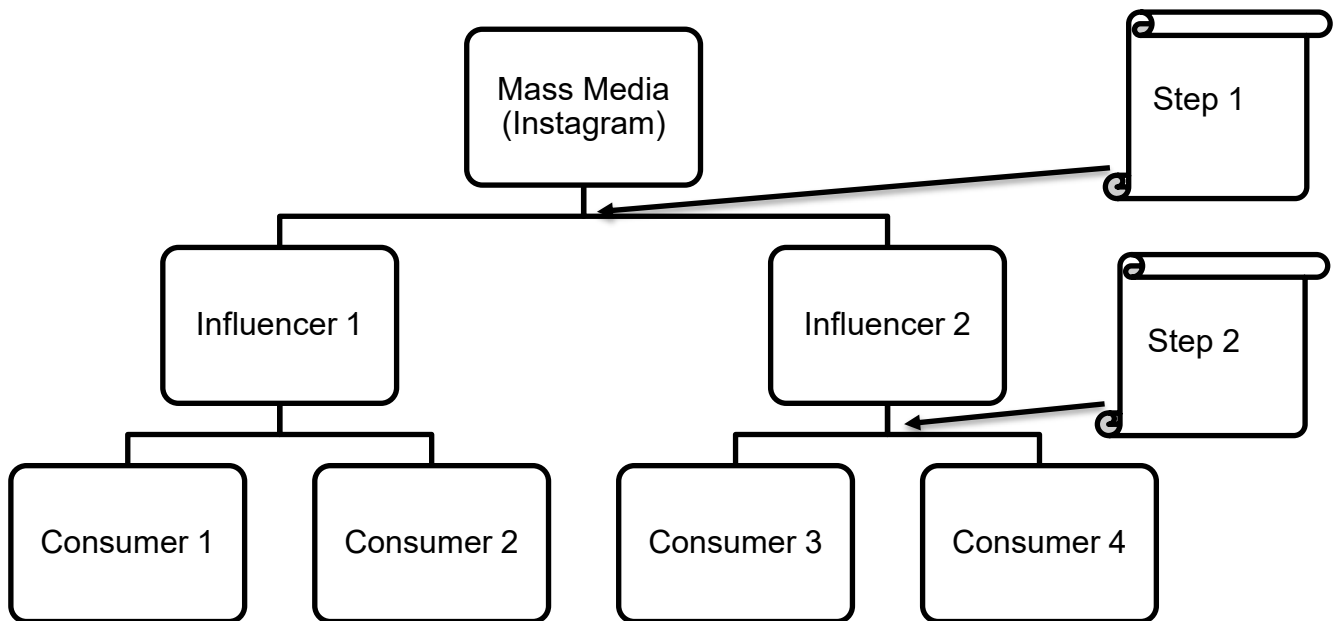 Mass Media
(Instagram)
Step 1
Influencer 1
Influencer 2
Step 2
Consumer 1
Consumer 2
Consumer 3
Consumer 4